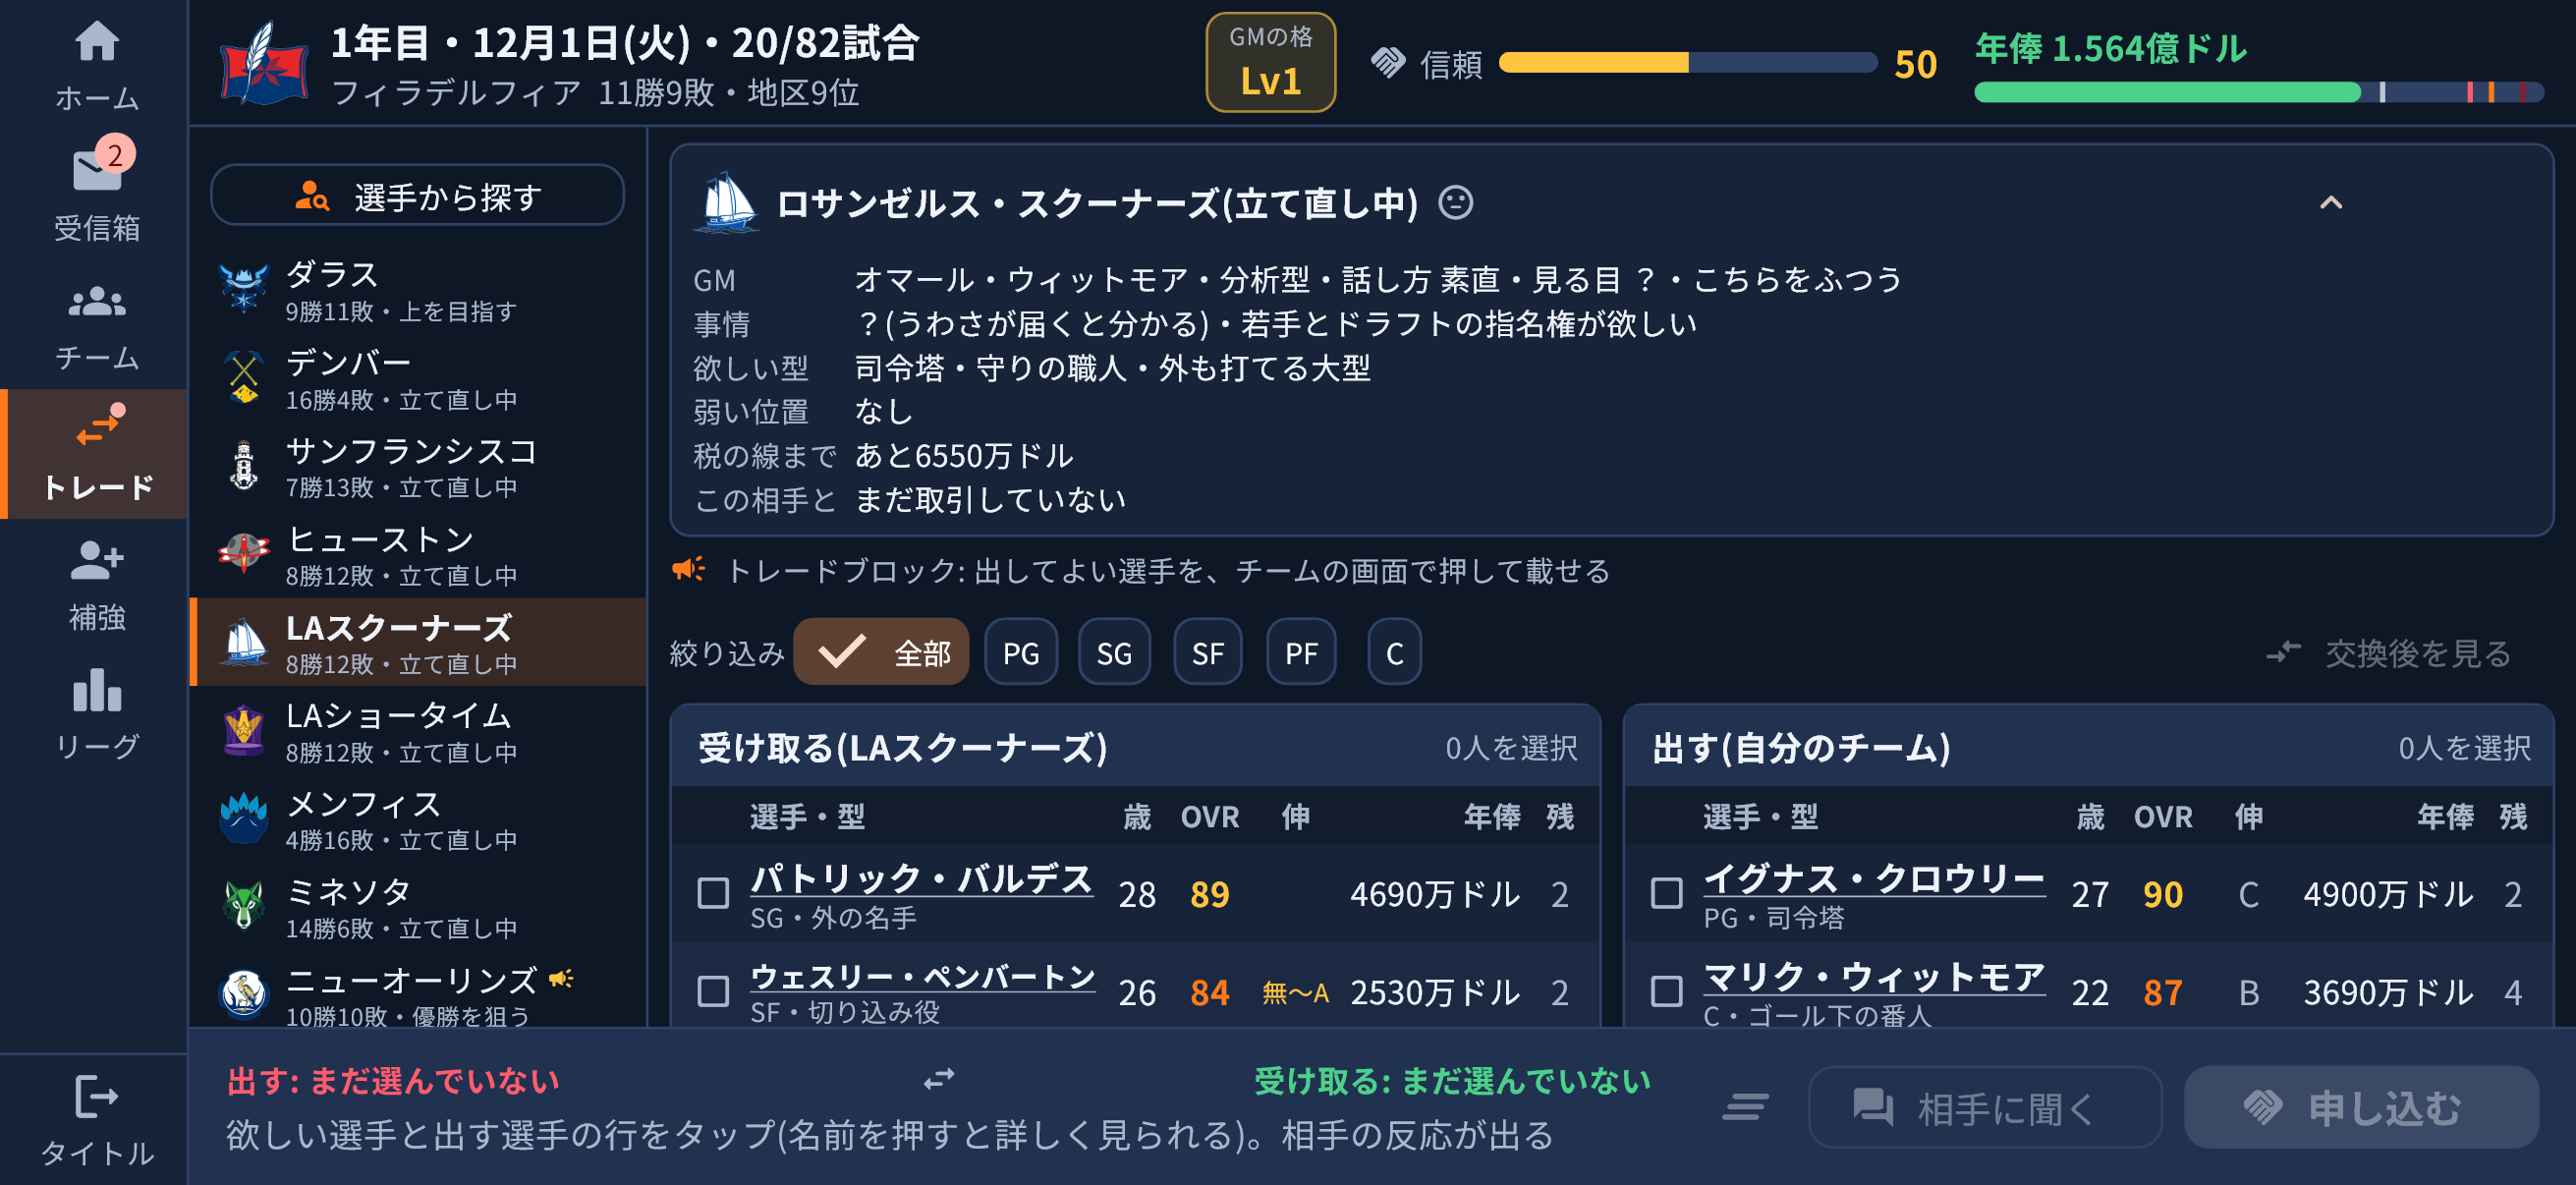 ホーム
2
受信箱
チーム
トレード
補強
リーグ
タイトル
1年目・12月1日(火)・20/82試合
フィラデルフィア 11勝9敗・地区9位
GMの格
Lv1
信頼
50
年俸 1.564億ドル
選手から探す
ダラス
9勝11敗・上を目指す
デンバー
16勝4敗・立て直し中
サンフランシスコ
7勝13敗・立て直し中
ヒューストン
8勝12敗・立て直し中
LAスクーナーズ
8勝12敗・立て直し中
LAショータイム
8勝12敗・立て直し中
メンフィス
4勝16敗・立て直し中
ミネソタ
14勝6敗・立て直し中
ニューオーリンズ
10勝10敗・優勝を狙う
ロサンゼルス・スクーナーズ(立て直し中)
GM オマール・ウィットモア・分析型・話し方 素直・見る目 ？・こちらをふつう
事情 ？(うわさが届くと分かる)・若手とドラフトの指名権が欲しい
欲しい型 司令塔・守りの職人・外も打てる大型
弱い位置 なし
税の線まで あと6550万ドル
この相手と まだ取引していない
トレードブロック: 出してよい選手を、チームの画面で押して載せる
絞り込み 全部 PG SG SF PF C
交換後を見る
受け取る(LAスクーナーズ) 0人を選択
選手・型 歳 OVR 伸 年俸 残
パトリック・バルデス 28 89 4690万ドル 2
SG・外の名手
ウェスリー・ペンバートン 26 84 無〜A 2530万ドル 2
SF・切り込み役
出す(自分のチーム) 0人を選択
選手・型 歳 OVR 伸 年俸 残
イグナス・クロウリー 27 90 C 4900万ドル 2
PG・司令塔
マリク・ウィットモア 22 87 B 3690万ドル 4
C・ゴール下の番人
出す: まだ選んでいない
受け取る: まだ選んでいない
欲しい選手と出す選手の行をタップ(名前を押すと詳しく見られる)。相手の反応が出る
相手に聞く
申し込む